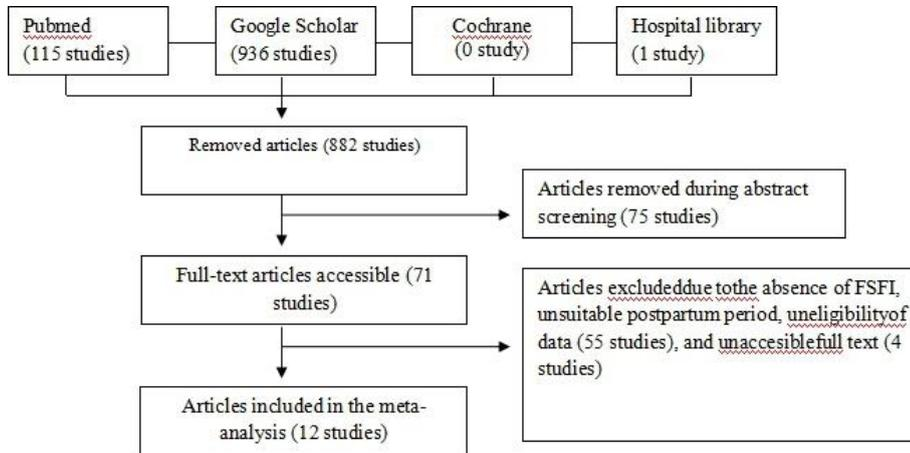 Pubmed
(115 studies)
Google Scholar
(936 studies)
Cochrane
(0 study)
Hospital library
(1 study)
Removed articles (882 studies)
Articles removed during abstract
screening (75 studies)
Full-text articles accessible (71
studies)
Articles excludeddue tothe absence of FSFI,
unsuitable postpartum period, uneligibilityof
data (55 studies), and unaccesiblefull text (4
studies)
Articles included in the meta-
analysis (12 studies)